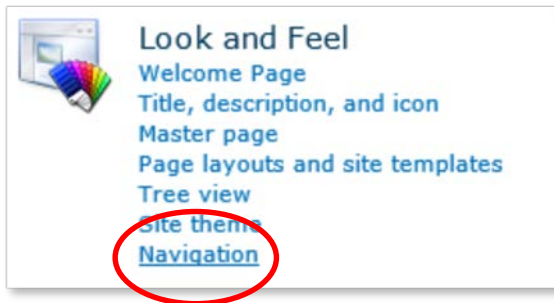 Look and Feel
Welcome Page
Title, description, and icon
Master page
Page layouts and site templates
Tree view
Site theme
Navigation